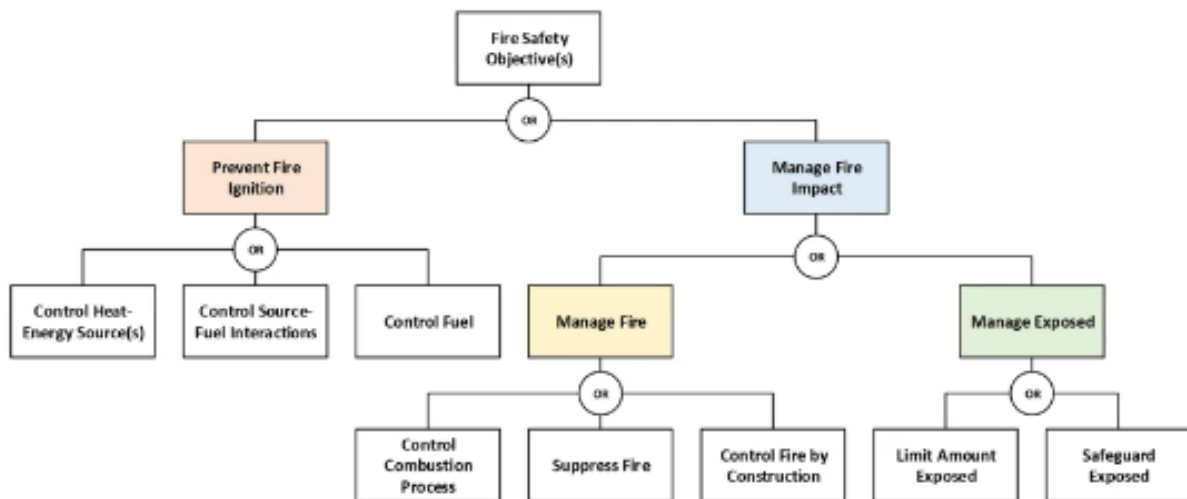 Fire Safety
Objective(s)
OR
Prevent Fire
Ignition
Manage Fire
Impact
OR
OR
Control Heat-
Energy Source(s)
Control Source-
Fuel Interactions
Control Fuel
Manage Fire
Manage Exposed
OR
OR
Control
Combustion
Process
Suppress Fire
Control Fire by
Construction
Limit Amount
Exposed
Safeguard
Exposed